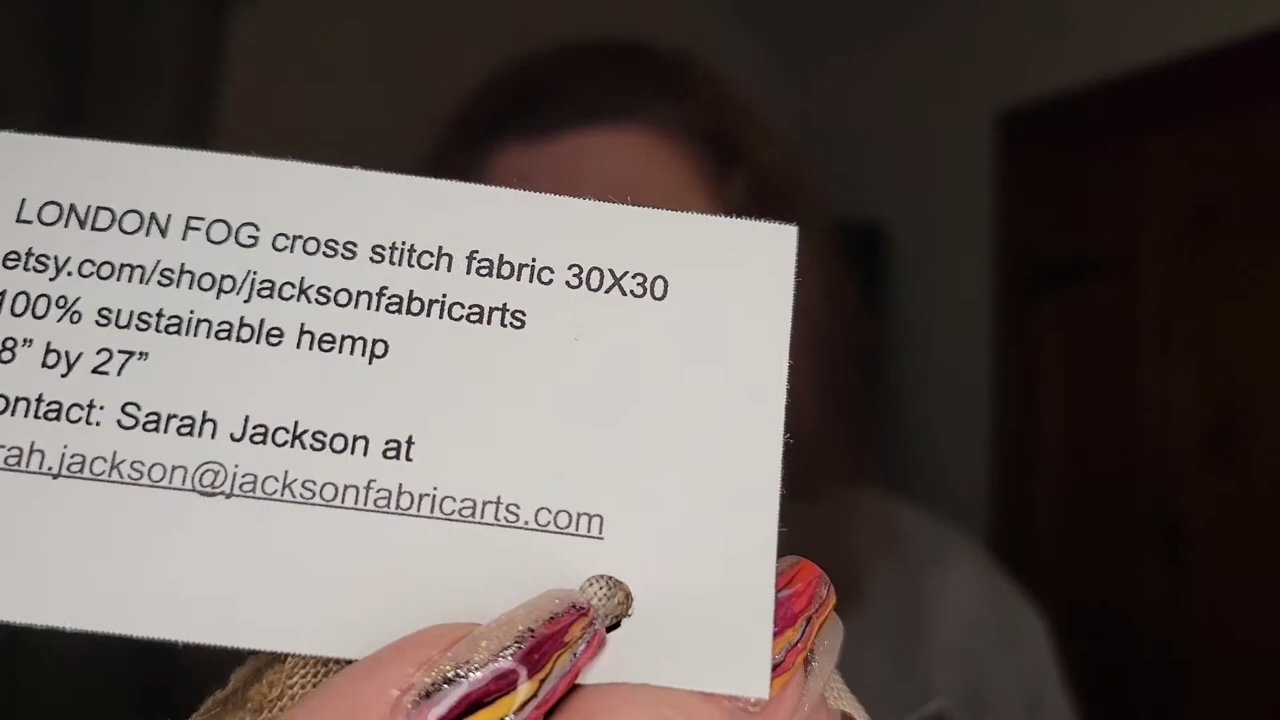 LONDON FOG cross stitch fabric 30X30
etsy.com/shop/jacksonfabricarts
100% sustainable hemp
8” by 27”
ontact: Sarah Jackson at
rah.jackson@jacksonfabricarts.com